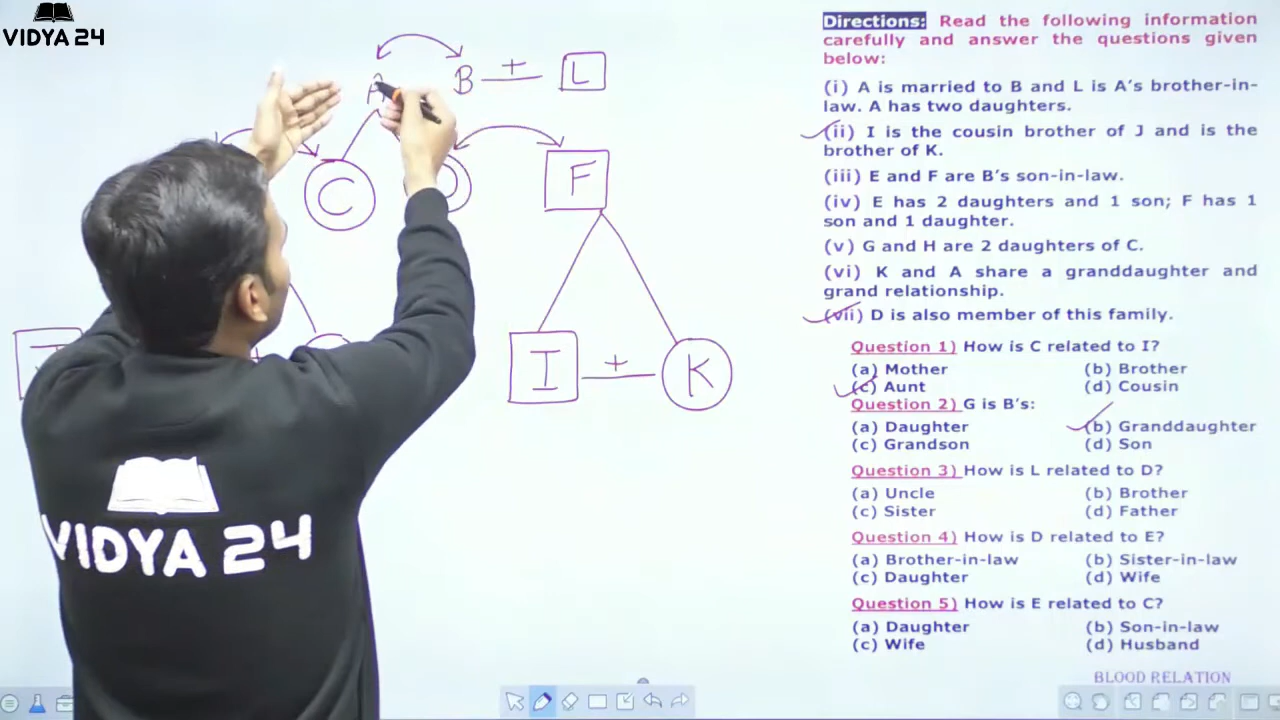 VIDYA 24
A B + L
C F
I + K
VIDYA 24
Directions: Read the following information
carefully and answer the questions given
below:
(i) A is married to B and L is A's brother-in-
law. A has two daughters.
(ii) I is the cousin brother of J and is the
brother of K.
(iii) E and F are B's son-in-law.
(iv) E has 2 daughters and 1 son; F has 1
son and 1 daughter.
(v) G and H are 2 daughters of C.
(vi) K and A share a granddaughter and
grand relationship.
(vii) D is also member of this family.
Question 1) How is C related to I?
(a) Mother (b) Brother
(c) Aunt (d) Cousin
Question 2) G is B's:
(a) Daughter (b) Granddaughter
(c) Grandson (d) Son
Question 3) How is L related to D?
(a) Uncle (b) Brother
(c) Sister (d) Father
Question 4) How is D related to E?
(a) Brother-in-law (b) Sister-in-law
(c) Daughter (d) Wife
Question 5) How is E related to C?
(a) Daughter (b) Son-in-law
(c) Wife (d) Husband
BLOOD RELATION